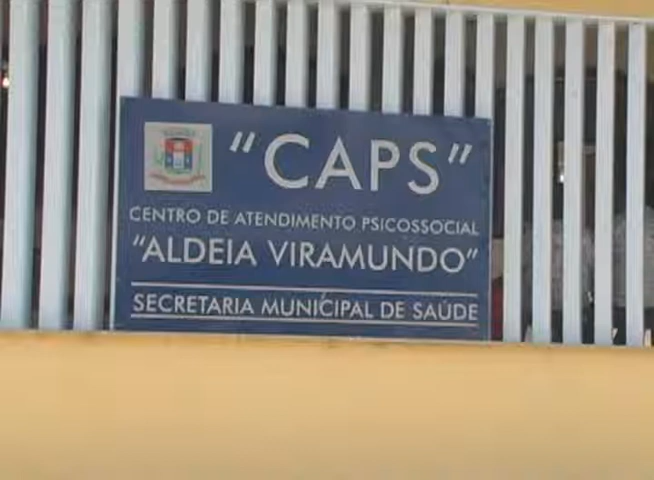 "CAPS"
CENTRO DE ATENDIMENTO PSICOSSOCIAL
"ALDEIA VIRAMUNDO"
SECRETARIA MUNICIPAL DE SAÚDE